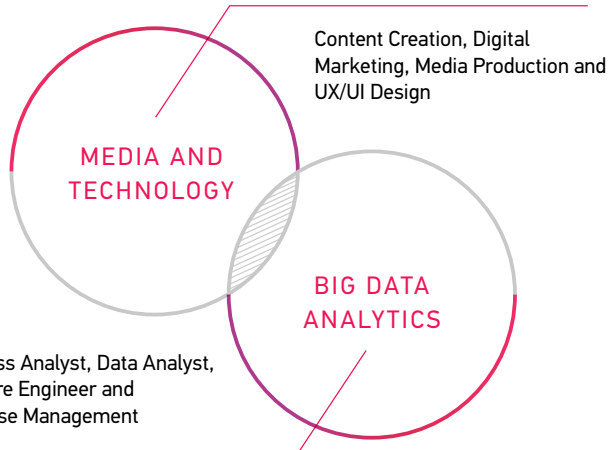 Content Creation, Digital
Marketing, Media Production and
UX/UI Design
MEDIA AND
TECHNOLOGY
BIG DATA
ANALYTICS
Analyst, Data Analyst,
Engineer and
Management